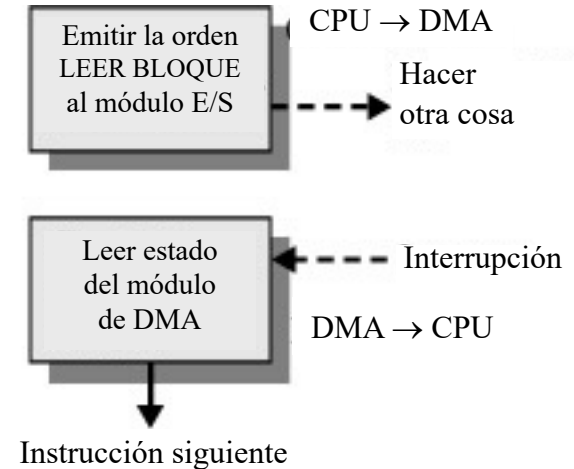 Emitir la orden
LEER BLOQUE
al módulo E/S
CPU → DMA
Hacer
otra cosa
Leer estado
del módulo
de DMA
Interrupción
DMA → CPU
Instrucción siguiente